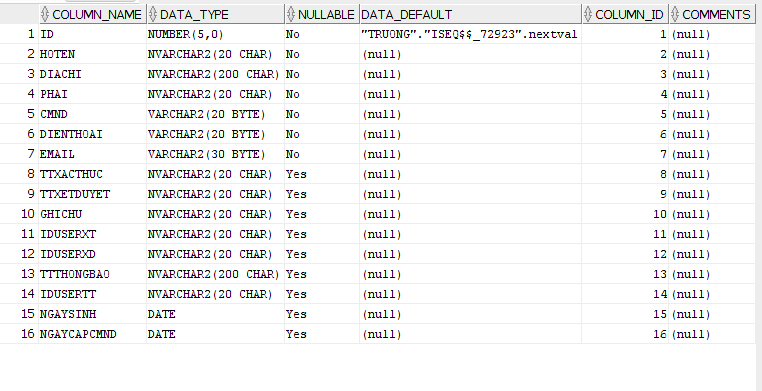 COLUMN_NAME DATA_TYPE NULLABLE DATA_DEFAULT COLUMN_ID COMMENTS
1 ID NUMBER(5,0) No "TRUONG"."ISEQ$$_72923".nextval 1 (null)
2 HOTEN NVARCHAR2(20 CHAR) No (null) 2 (null)
3 DIACHI NVARCHAR2(200 CHAR) No (null) 3 (null)
4 PHAI NVARCHAR2(20 CHAR) No (null) 4 (null)
5 CMND VARCHAR2(20 BYTE) No (null) 5 (null)
6 DIENTHOAI VARCHAR2(20 BYTE) No (null) 6 (null)
7 EMAIL VARCHAR2(30 BYTE) No (null) 7 (null)
8 TTXACTHUC NVARCHAR2(20 CHAR) Yes (null) 8 (null)
9 TTXETDUYET NVARCHAR2(20 CHAR) Yes (null) 9 (null)
10 GHICHU NVARCHAR2(20 CHAR) Yes (null) 10 (null)
11 IDUSERXT NVARCHAR2(20 CHAR) Yes (null) 11 (null)
12 IDUSERXD NVARCHAR2(20 CHAR) Yes (null) 12 (null)
13 TTTHONGBAO NVARCHAR2(200 CHAR) Yes (null) 13 (null)
14 IDUSERTT NVARCHAR2(20 CHAR) Yes (null) 14 (null)
15 NGAYSINH DATE Yes (null) 15 (null)
16 NGAYCAPCMND DATE Yes (null) 16 (null)